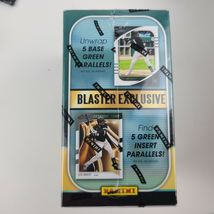 Unwrap
5 BASE
GREEN
PARALLELS!
BLASTER EXCLUSIVE
Find
5 GREEN
INSERT
PARALLELS!
PANINI